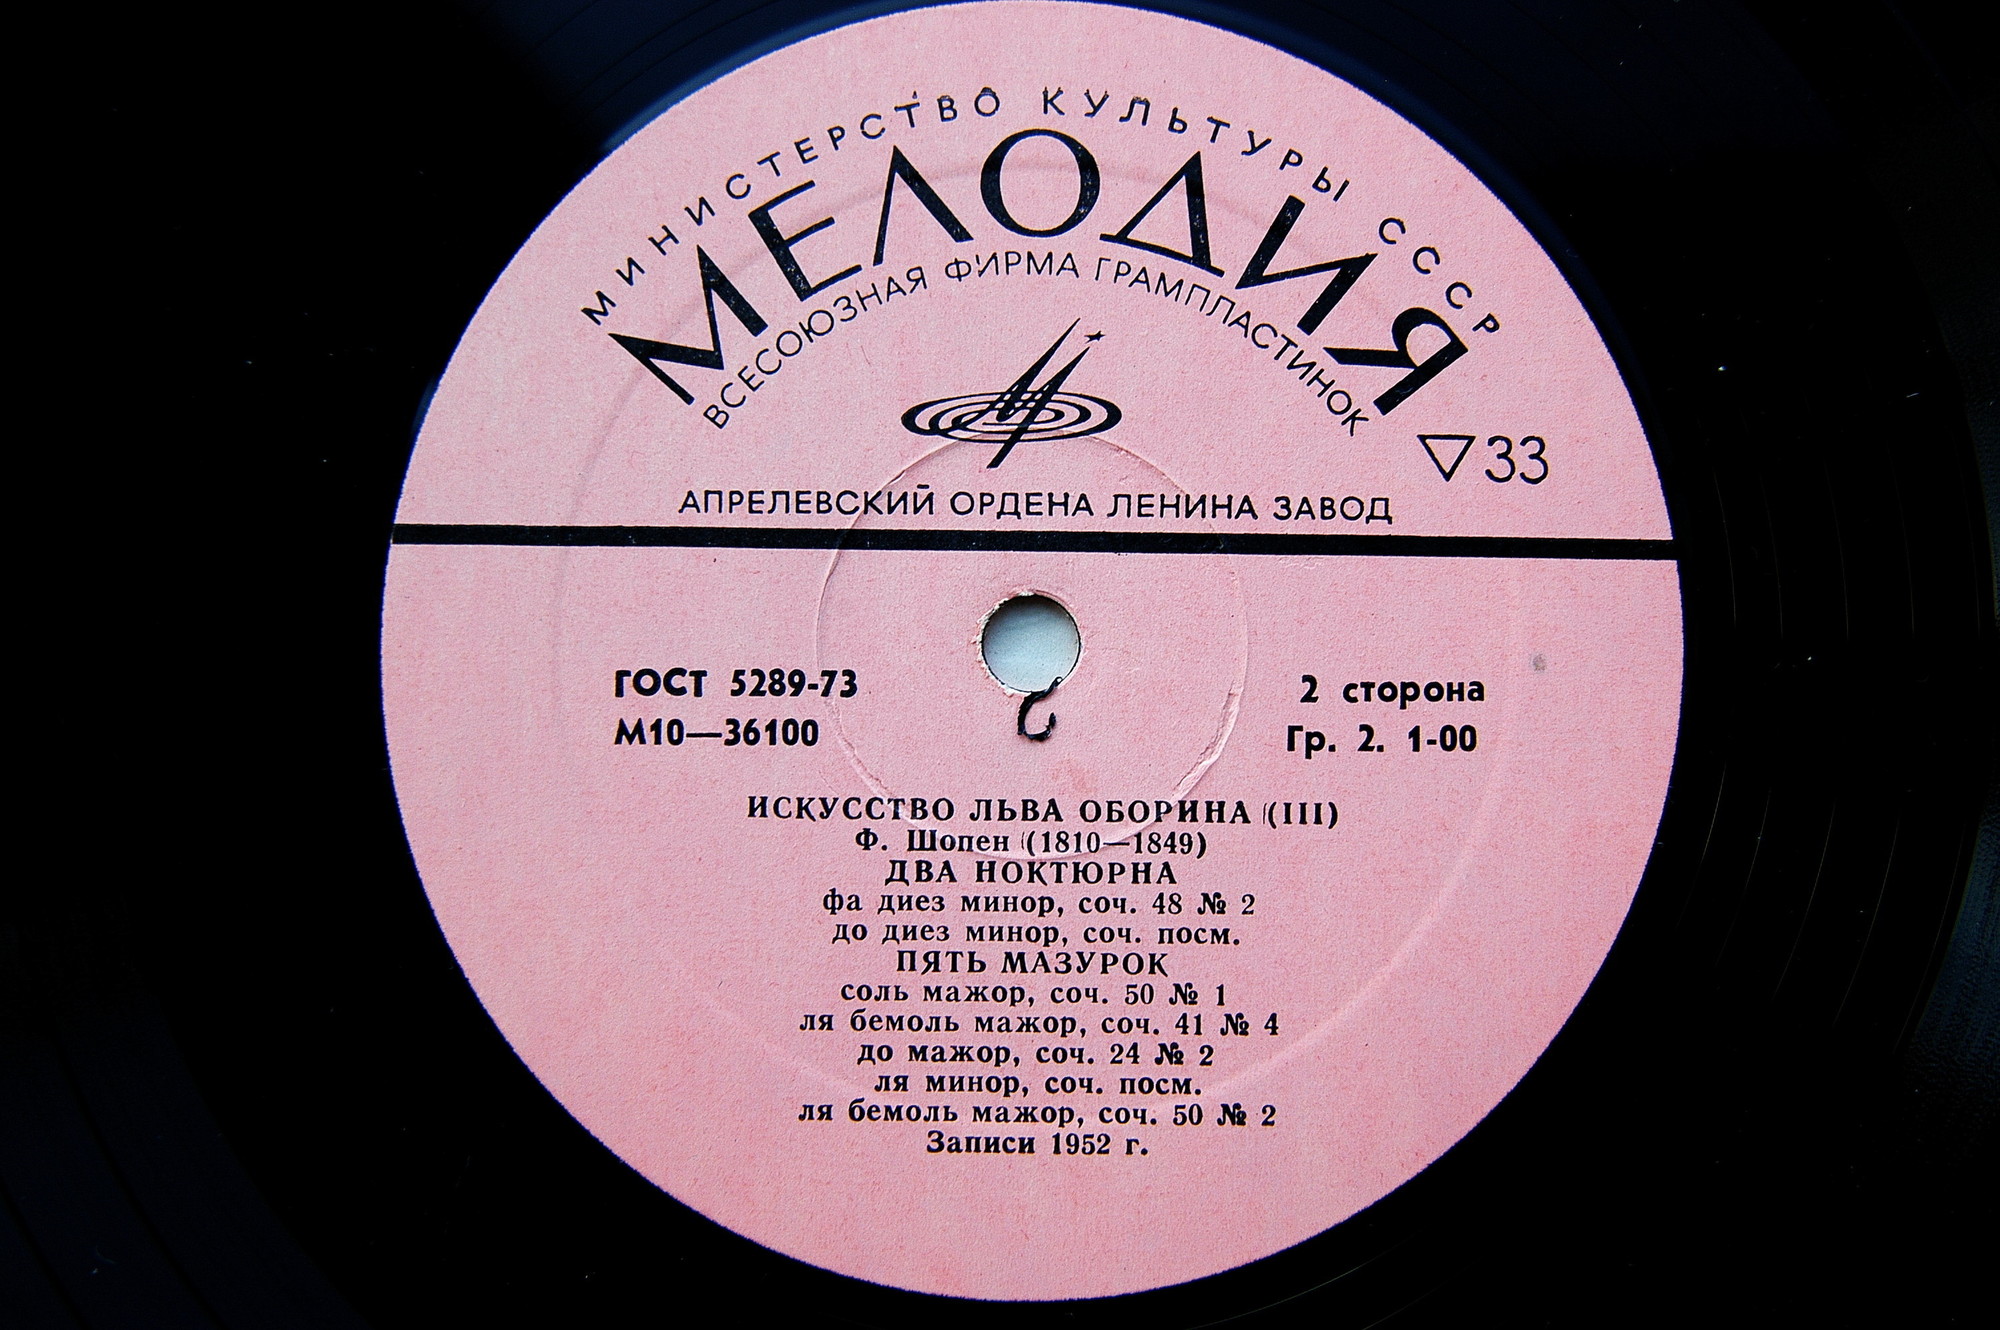 МИНИСТЕРСТВО КУЛЬТУРЫ СССР
МЕЛОДИЯ
ВСЕСОЮЗНАЯ ФИРМА ГРАМПЛАСТИНОК
▽33
АПРЕЛЕВСКИЙ ОРДЕНА ЛЕНИНА ЗАВОД
ГОСТ 5289-73
2 сторона
М10—36100
Гр. 2. 1-00
ИСКУССТВО ЛЬВА ОБОРИНА (III)
Ф. Шопен (1810—1849)
ДВА НОКТЮРНА
фа диез минор, соч. 48 № 2
до диез минор, соч. посм.
ПЯТЬ МАЗУРОК
соль мажор, соч. 50 № 1
ля бемоль мажор, соч. 41 № 4
до мажор, соч. 24 № 2
ля минор, соч. посм.
ля бемоль мажор, соч. 50 № 2
Записи 1952 г.